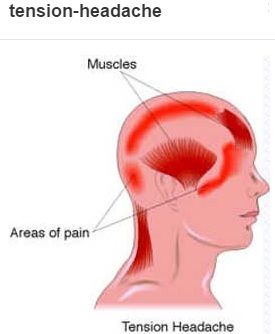 tension-headache
Muscles
Areas of pain
Tension Headache